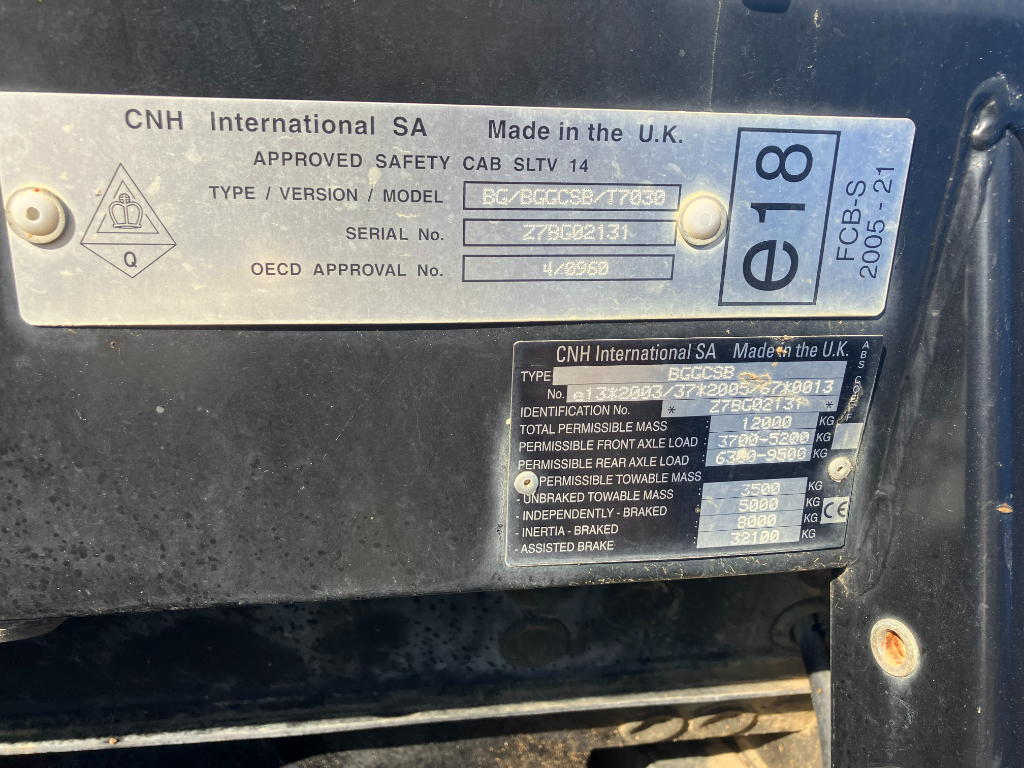 CNH International SA Made in the U.K.
APPROVED SAFETY CAB SLTV 14
TYPE / VERSION / MODEL BG/BGGCSB/T7030
SERIAL No. Z7BG02131
OECD APPROVAL No. 4/0960
Q
e18
FCB-S
2005 - 21
CNH International SA Made in the U.K.
TYPE BGGCSB
No. e13*2003/37*2005/67*0013
IDENTIFICATION No. * Z7BG02131 *
TOTAL PERMISSIBLE MASS : 12000 KG
PERMISSIBLE FRONT AXLE LOAD : 3700-5200 KG
PERMISSIBLE REAR AXLE LOAD : 6300-9500 KG
PERMISSIBLE TOWABLE MASS
- UNBRAKED TOWABLE MASS : 3500 KG
- INDEPENDENTLY - BRAKED : 5000 KG
- INERTIA - BRAKED : 8000 KG
- ASSISTED BRAKE : 32100 KG
CE
ABS